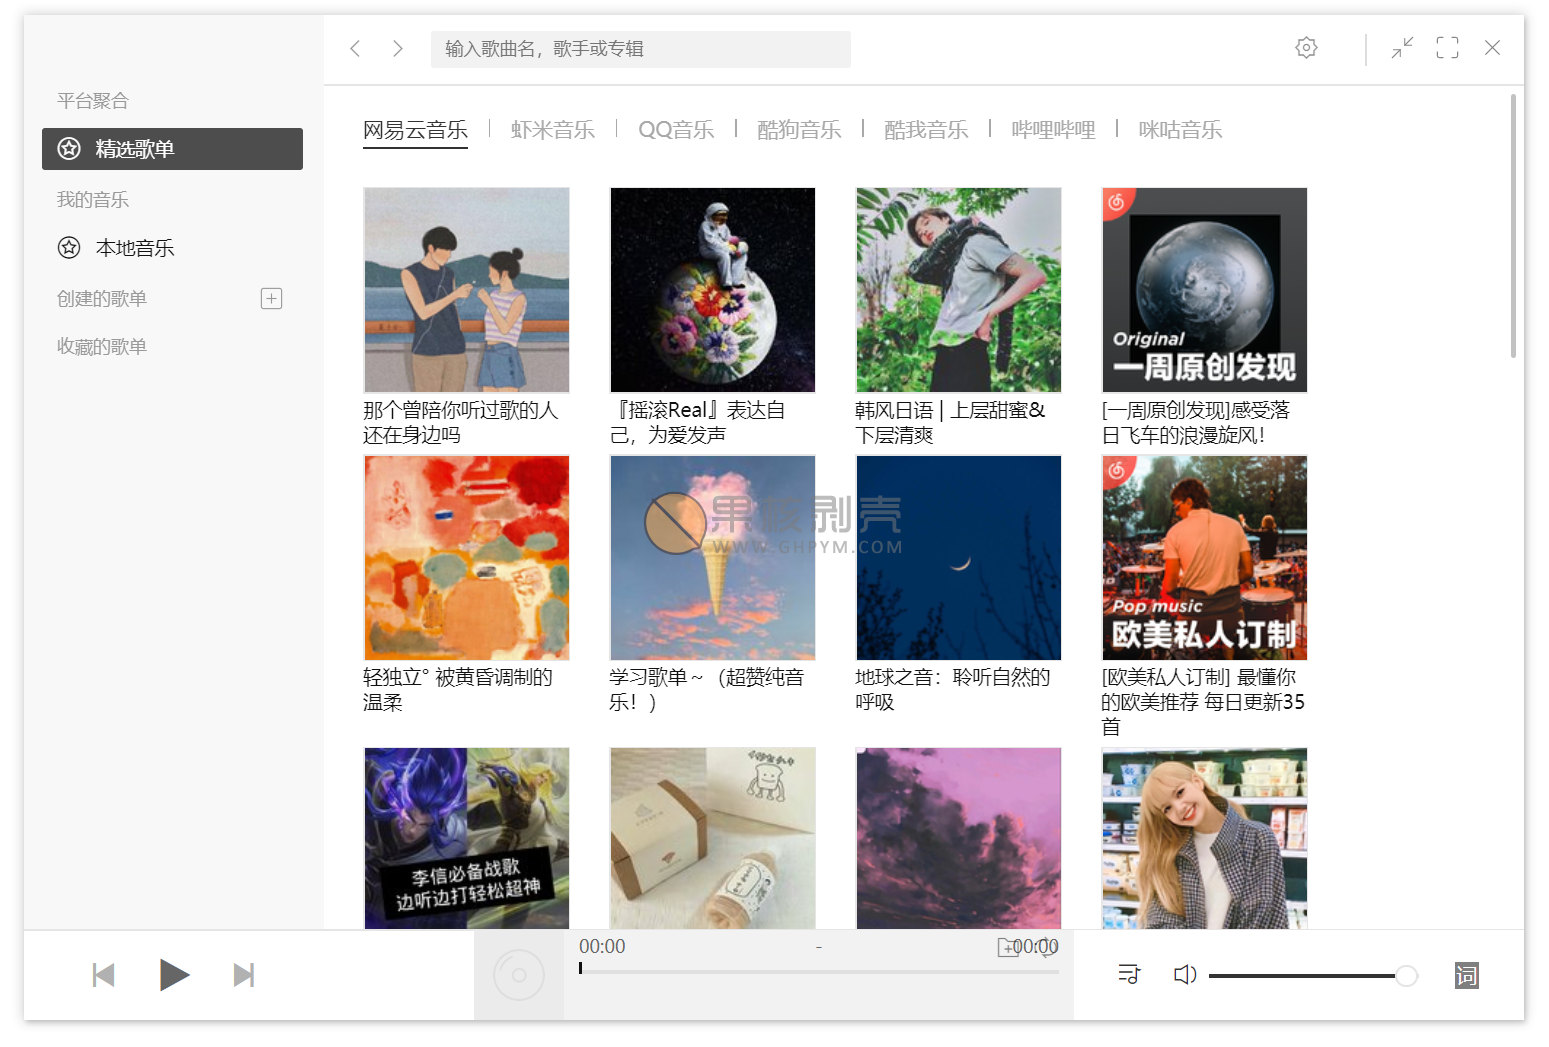 输入歌曲名，歌手或专辑
平台聚合
精选歌单
我的音乐
本地音乐
创建的歌单
收藏的歌单
网易云音乐
虾米音乐
QQ音乐
酷狗音乐
酷我音乐
哔哩哔哩
咪咕音乐
Original
一周原创发现
那个曾陪你听过歌的人
还在身边吗
『摇滚Real』表达自
己，为爱发声
韩风日语 | 上层甜蜜&
下层清爽
[一周原创发现]感受落
日飞车的浪漫旋风！
果核剥壳
WWW.GHPYM.COM
Pop music
欧美私人订制
轻独立° 被黄昏调制的
温柔
学习歌单～（超赞纯音
乐！）
地球之音：聆听自然的
呼吸
[欧美私人订制] 最懂你
的欧美推荐 每日更新35
首
李信必备战歌
边听边打轻松超神
00:00
-
00:00
词